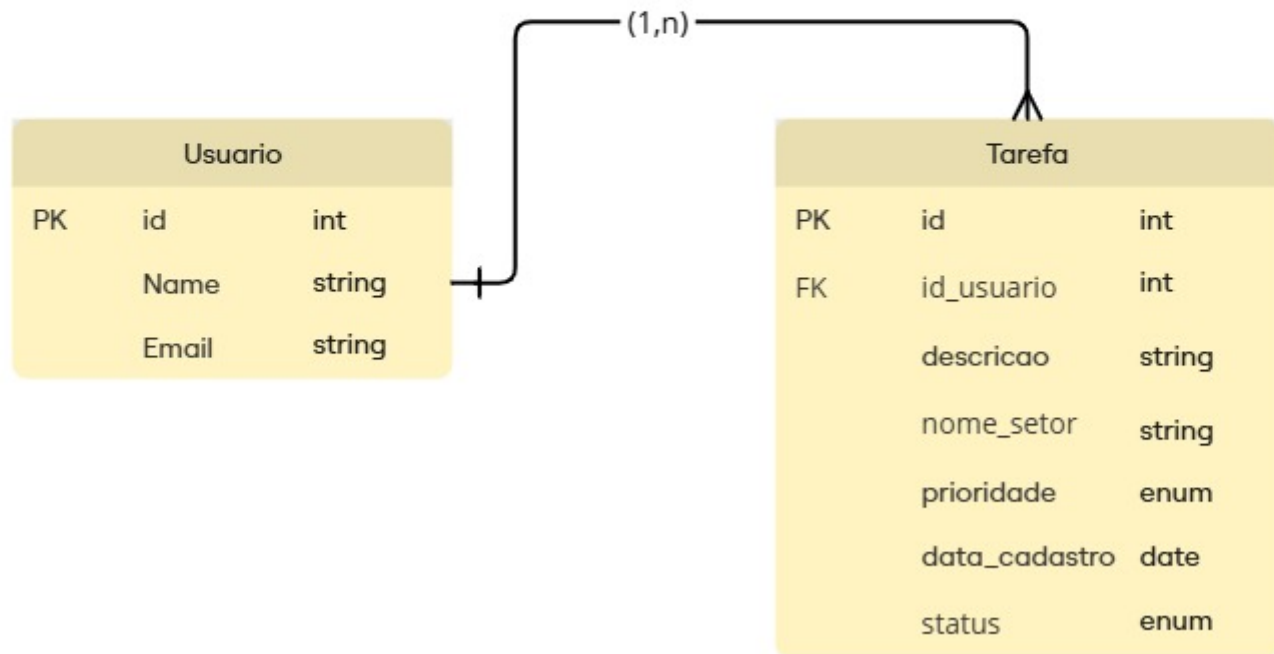 (1,n)
Usuario
PK id int
Name string
Email string
Tarefa
PK id int
FK id_usuario int
descricao string
nome_setor string
prioridade enum
data_cadastro date
status enum